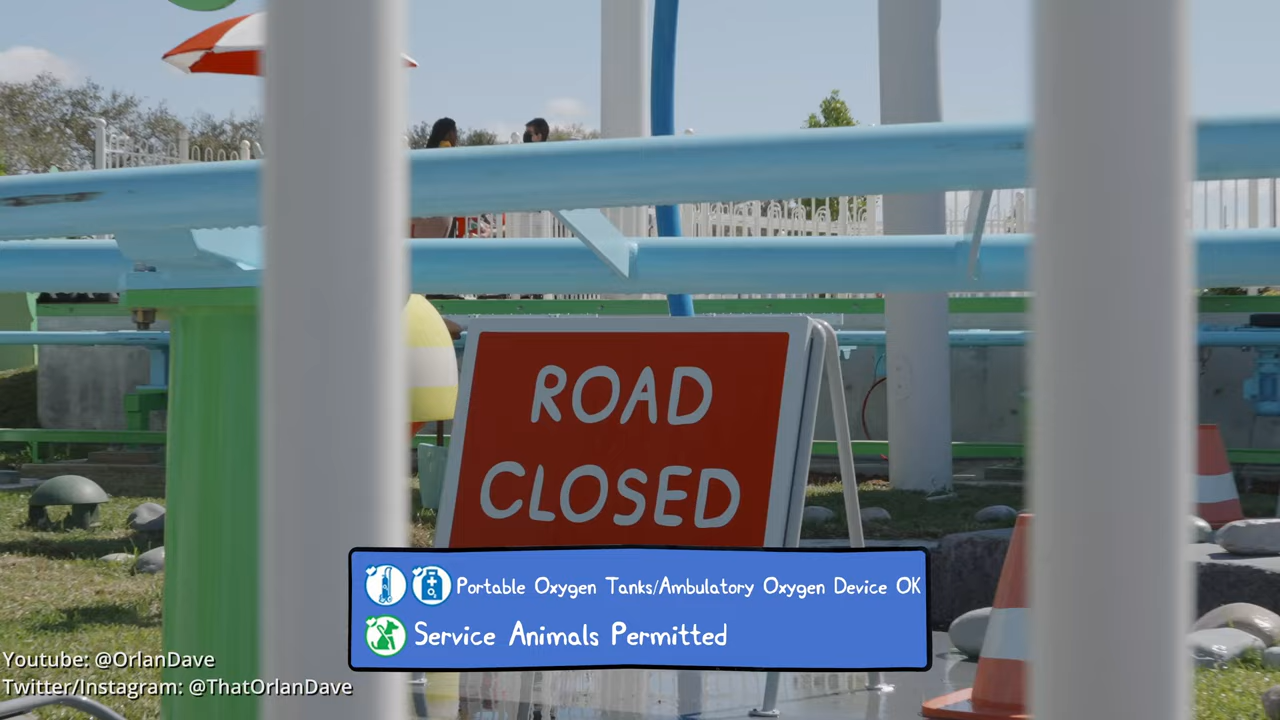 ROAD
CLOSED
Portable Oxygen Tanks/Ambulatory Oxygen Device OK
Service Animals Permitted
Youtube: @OrlanDave
Twitter/Instagram: @ThatOrlanDave